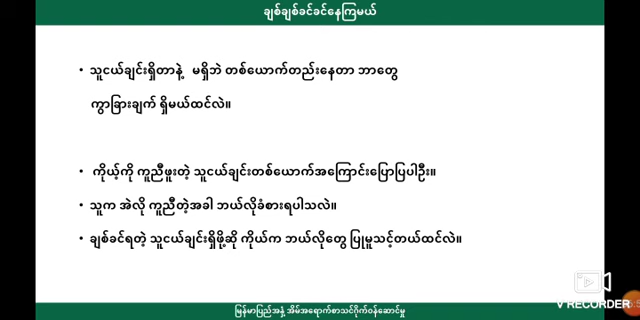 ချစ်ချစ်ခင်ခင်နေကြမယ်
• သူငယ်ချင်းရှိတာနဲ့ မရှိဘဲ တစ်ယောက်တည်းနေတာ ဘာတွေ
ကွာခြားချက် ရှိမယ်ထင်လဲ။
• ကိုယ့်ကို ကူညီဖူးတဲ့ သူငယ်ချင်းတစ်ယောက်အကြောင်းပြောပြပါဦး။
• သူက အဲလို ကူညီတဲ့အခါ ဘယ်လိုခံစားရပါသလဲ။
• ချစ်ခင်ရတဲ့ သူငယ်ချင်းရှိဖို့ဆို ကိုယ်က ဘယ်လိုတွေ ပြုမူသင့်တယ်ထင်လဲ။
V RECORDER
မြန်မာပြည်အနှံ့ အိမ်အရောက်စာသင်ဝိုက်ဝန်ဆောင်မှု